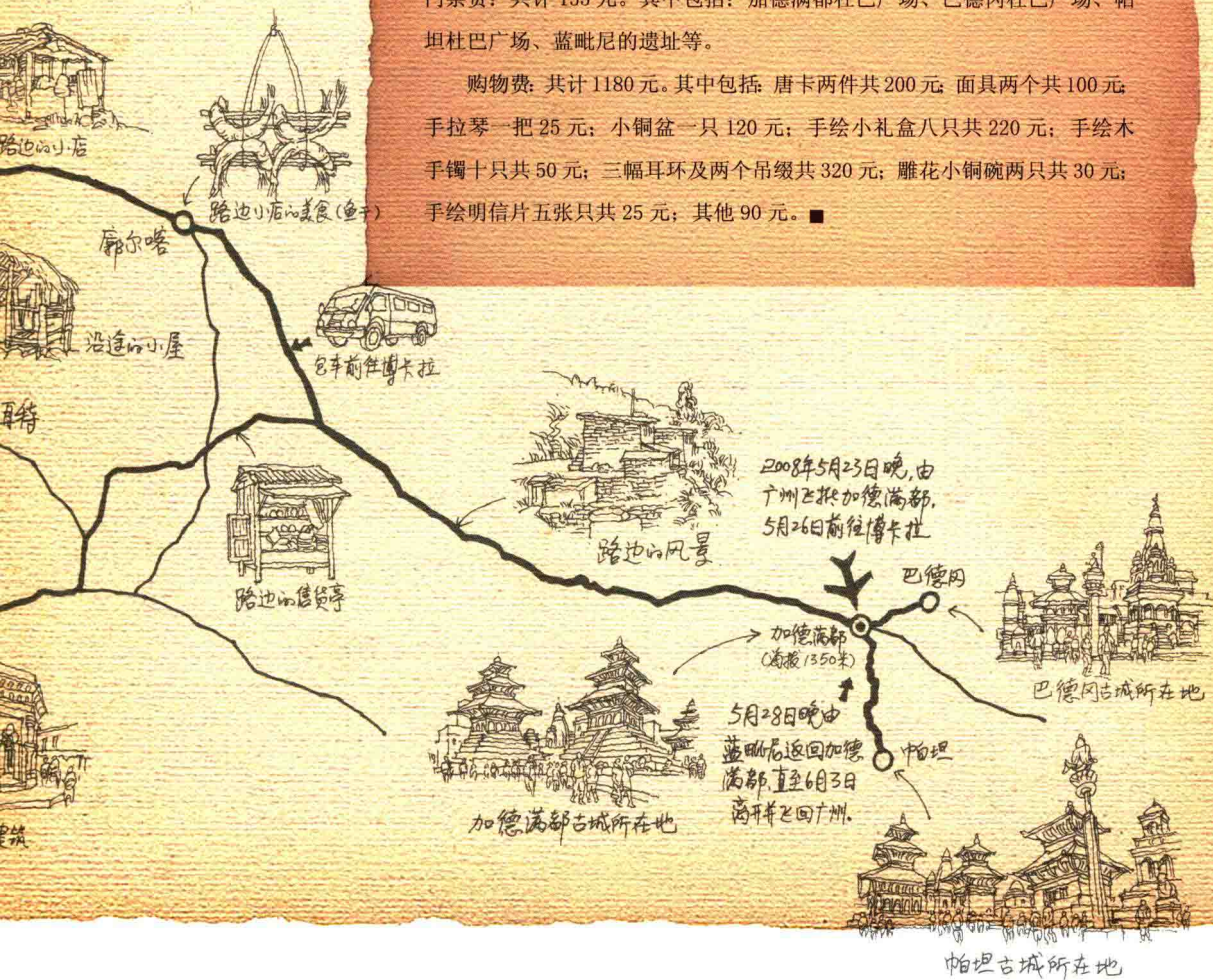 坦杜巴广场、蓝毗尼的遗址等。
购物费：共计1180元。其中包括：唐卡两件共200元；面具两个共100元；
手拉琴一把25元；小铜盆一只120元；手绘小礼盒八只共220元；手绘木
手镯十只共50元；三幅耳环及两个吊缀共320元；雕花小铜碗两只共30元；
手绘明信片五张只共25元；其他90元。■
路边的小店
路边小店的美食(鱼干)
廓尔喀
沿途的小屋
包车前往博卡拉
路边的风景
路边的售货亭
2008年5月23日晚,由
广州飞抵加德满都,
5月26日前往博卡拉
巴德冈
加德满都
(海拔1350米)
巴德冈古城所在地
5月28日晚由
蓝毗尼返回加德
满都,直至6月3日
离开并飞回广州.
帕坦
加德满都古城所在地
建筑
帕坦古城所在地